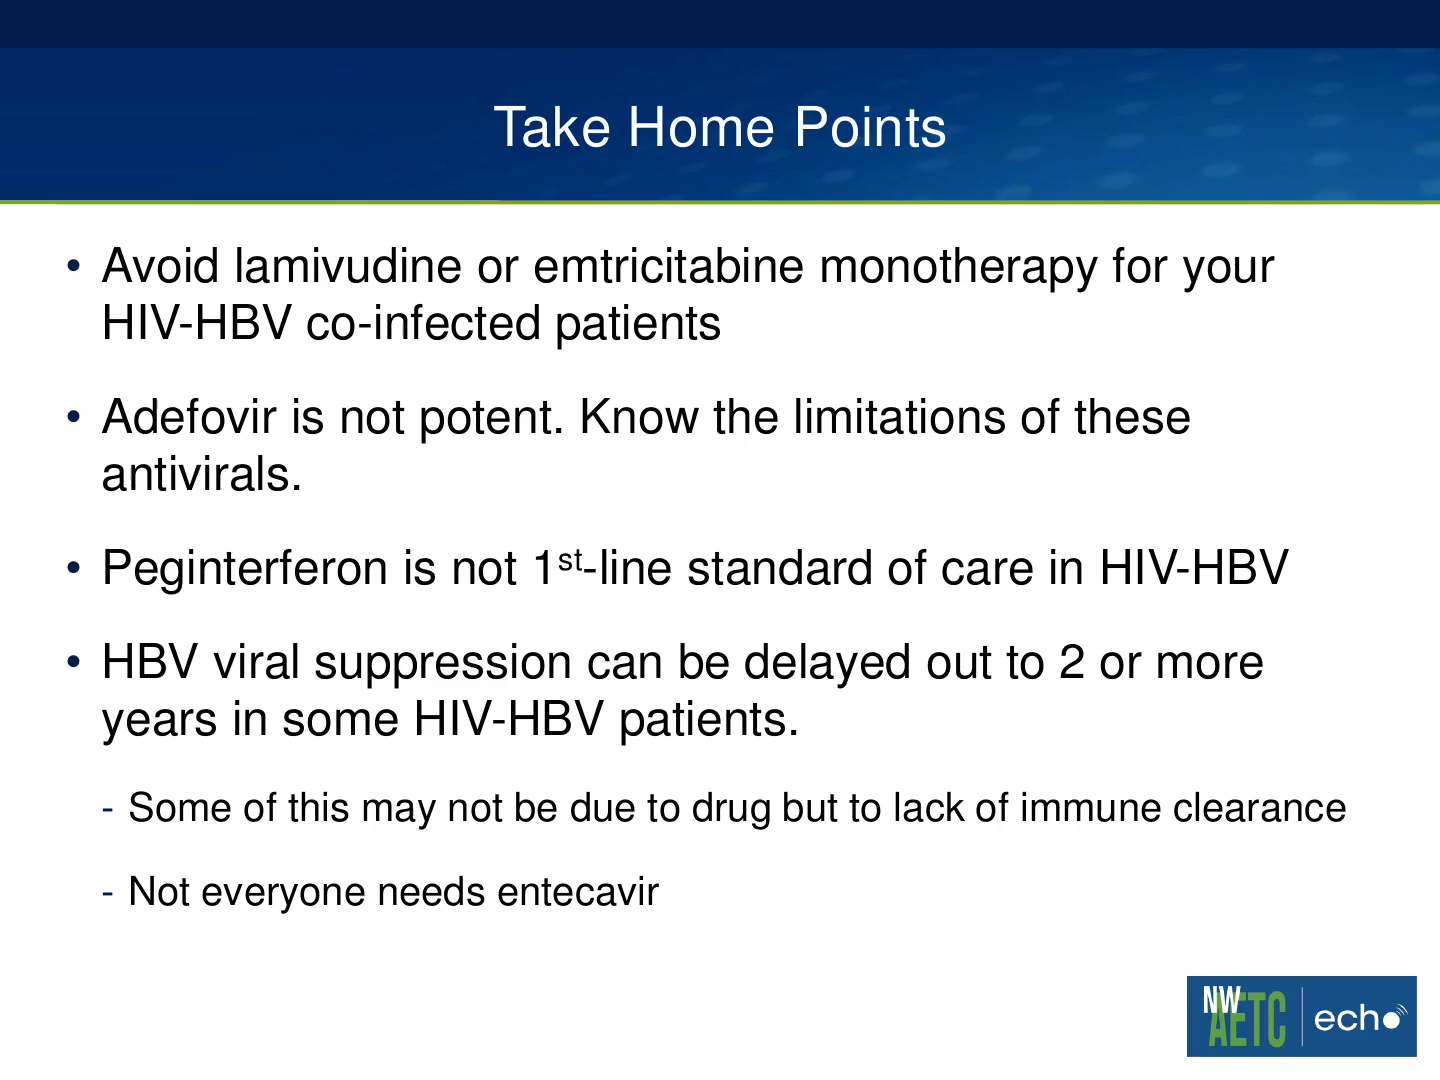 Take Home Points
• Avoid lamivudine or emtricitabine monotherapy for your
HIV-HBV co-infected patients
• Adefovir is not potent. Know the limitations of these
antivirals.
• Peginterferon is not 1st-line standard of care in HIV-HBV
• HBV viral suppression can be delayed out to 2 or more
years in some HIV-HBV patients.
- Some of this may not be due to drug but to lack of immune clearance
- Not everyone needs entecavir
NW
AETC
echo